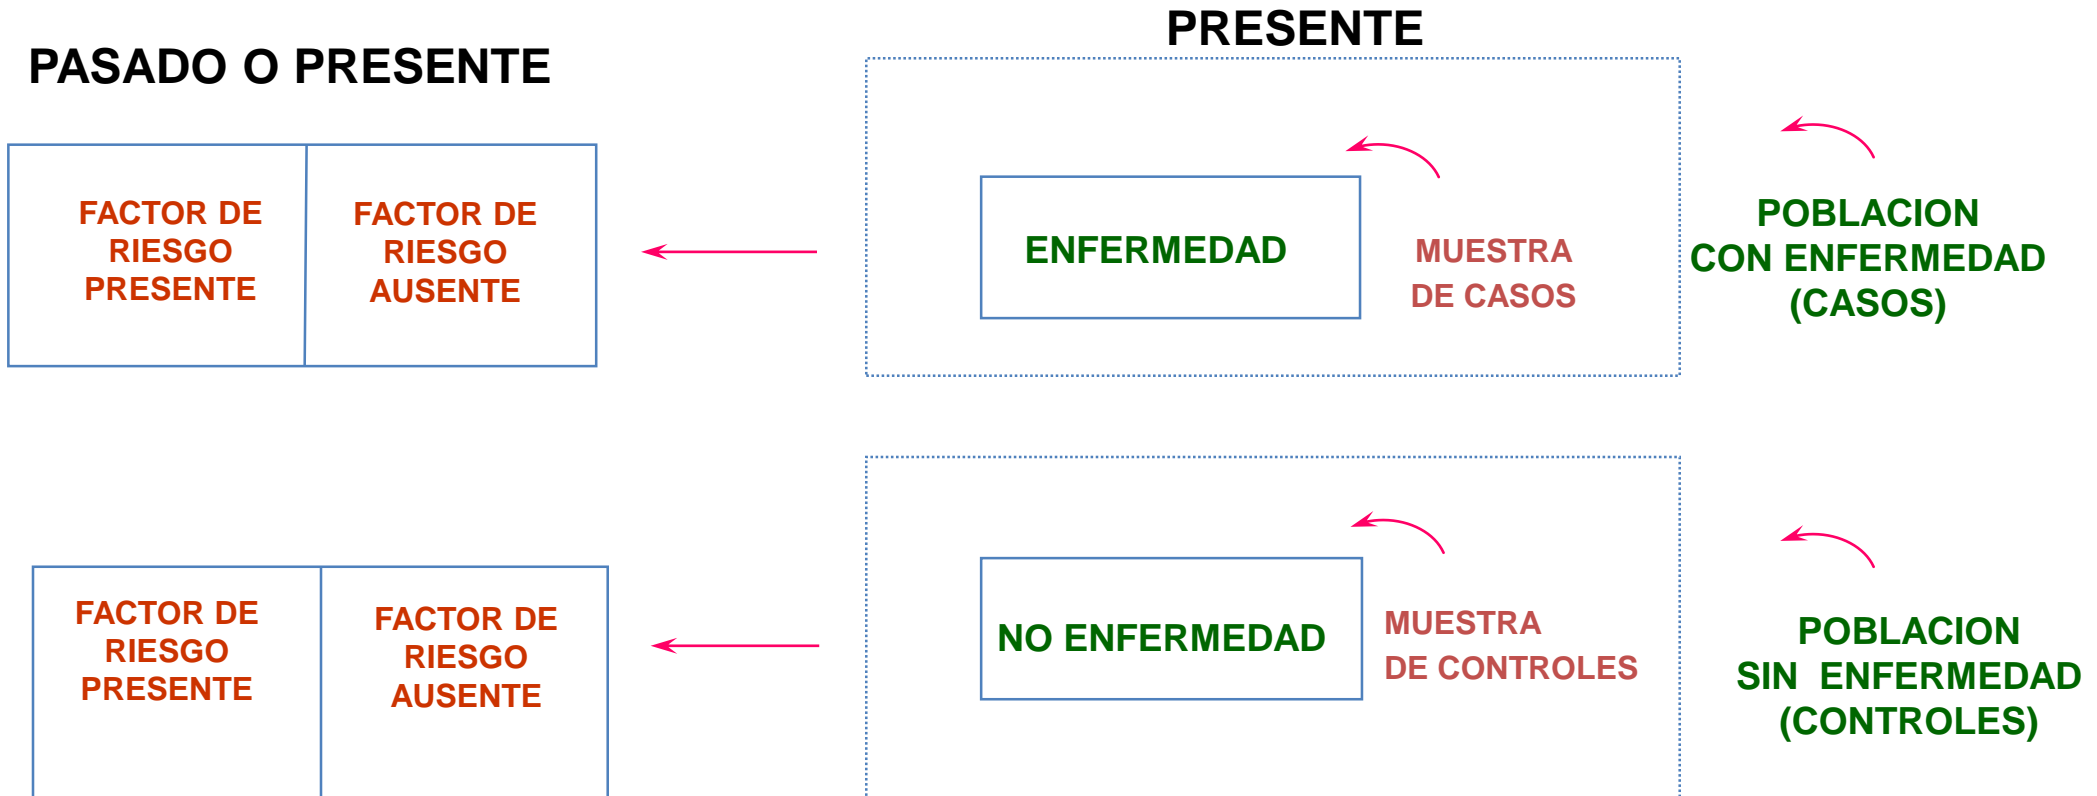 PRESENTE
PASADO O PRESENTE
FACTOR DE
RIESGO
PRESENTE
FACTOR DE
RIESGO
AUSENTE
ENFERMEDAD
MUESTRA
DE CASOS
POBLACION
CON ENFERMEDAD
(CASOS)
FACTOR DE
RIESGO
PRESENTE
FACTOR DE
RIESGO
AUSENTE
NO ENFERMEDAD
MUESTRA
DE CONTROLES
POBLACION
SIN ENFERMEDAD
(CONTROLES)